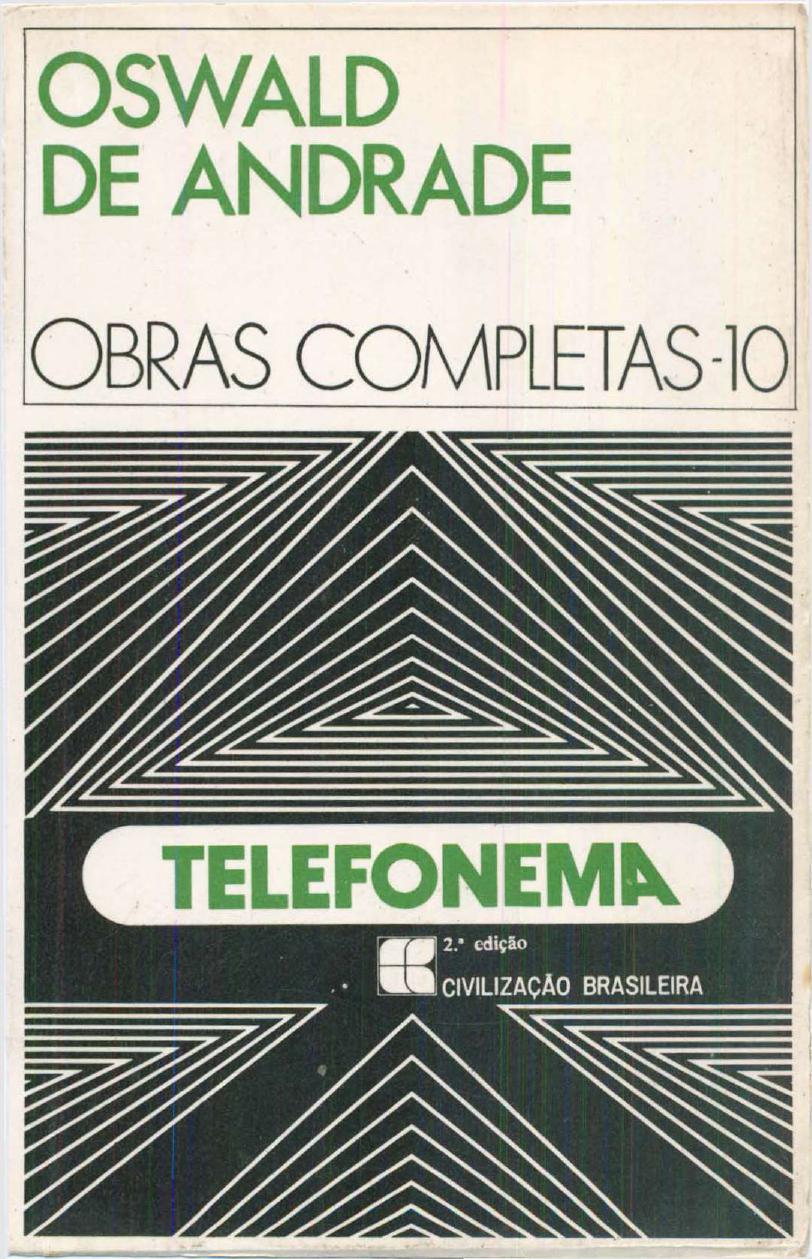 OSWALD
DE ANDRADE
OBRAS COMPLETAS-10
TELEFONEMA
2.ª edição
CIVILIZAÇÃO BRASILEIRA